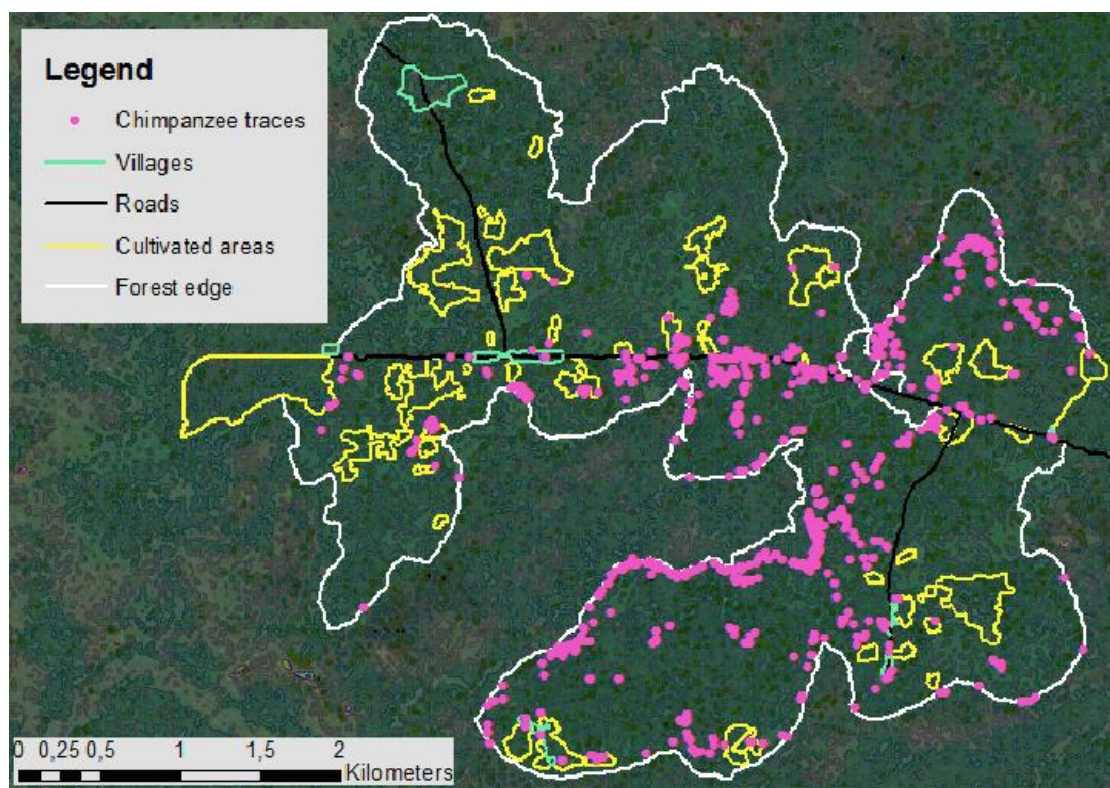 Legend
Chimpanzee traces
Villages
Roads
Cultivated areas
Forest edge
0 0,25 0,5 1 1,5 2
Kilometers